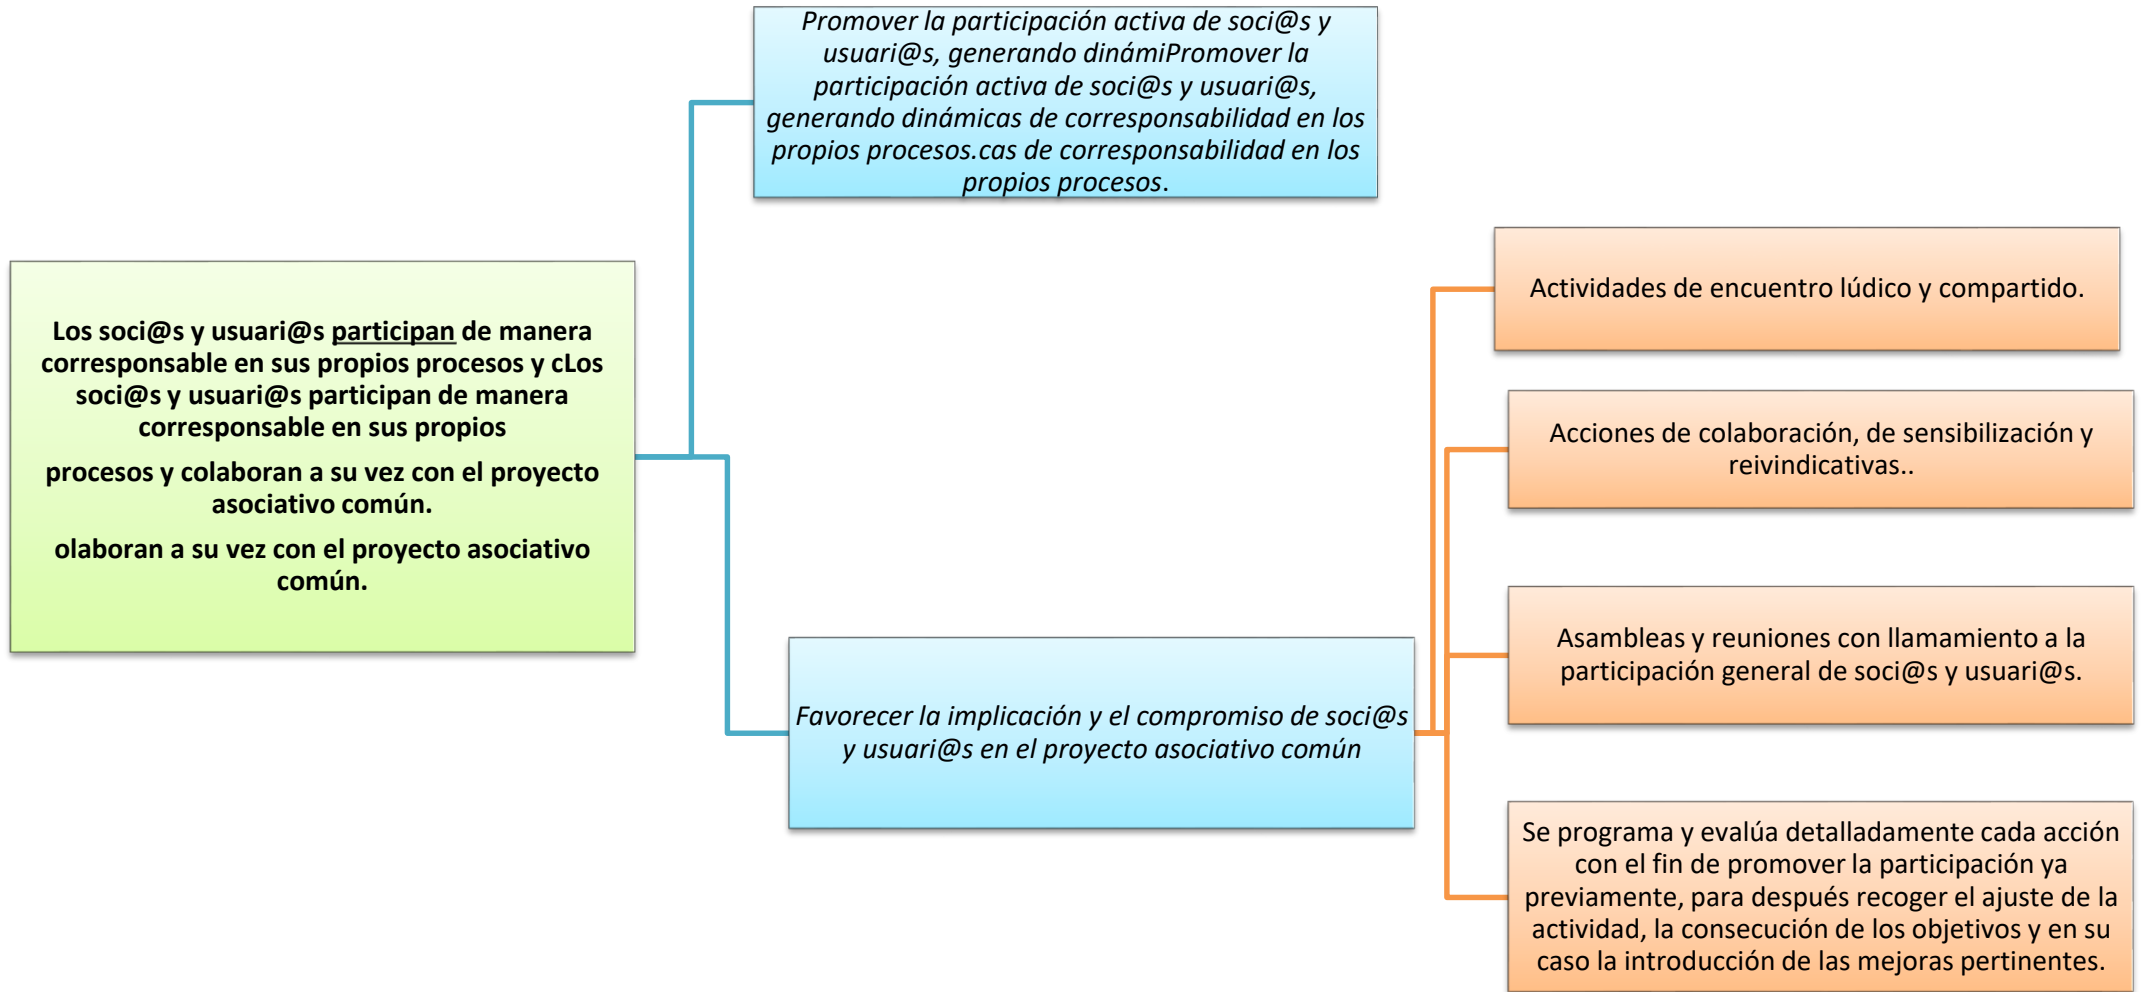 Promover la participación activa de soci@s y
usuari@s, generando dinámiPromover la
participación activa de soci@s y usuari@s,
generando dinámicas de corresponsabilidad en los
propios procesos.cas de corresponsabilidad en los
propios procesos.
Los soci@s y usuari@s participan de manera
corresponsable en sus propios procesos y cLos
soci@s y usuari@s participan de manera
corresponsable en sus propios
procesos y colaboran a su vez con el proyecto
asociativo común.
olaboran a su vez con el proyecto asociativo
común.
Favorecer la implicación y el compromiso de soci@s
y usuari@s en el proyecto asociativo común
Actividades de encuentro lúdico y compartido.
Acciones de colaboración, de sensibilización y
reivindicativas..
Asambleas y reuniones con llamamiento a la
participación general de soci@s y usuari@s.
Se programa y evalúa detalladamente cada acción
con el fin de promover la participación ya
previamente, para después recoger el ajuste de la
actividad, la consecución de los objetivos y en su
caso la introducción de las mejoras pertinentes.